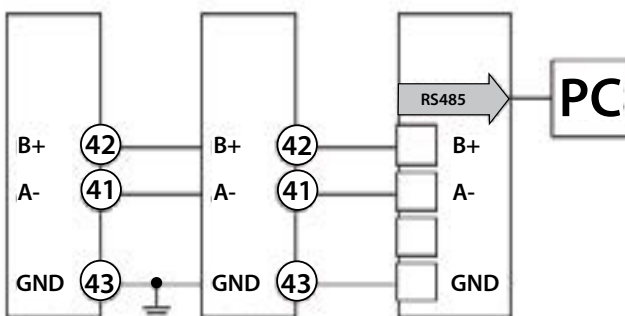 RS485
PC
B+ 42 B+ 42 B+
A- 41 A- 41 A-
GND 43 GND 43 GND